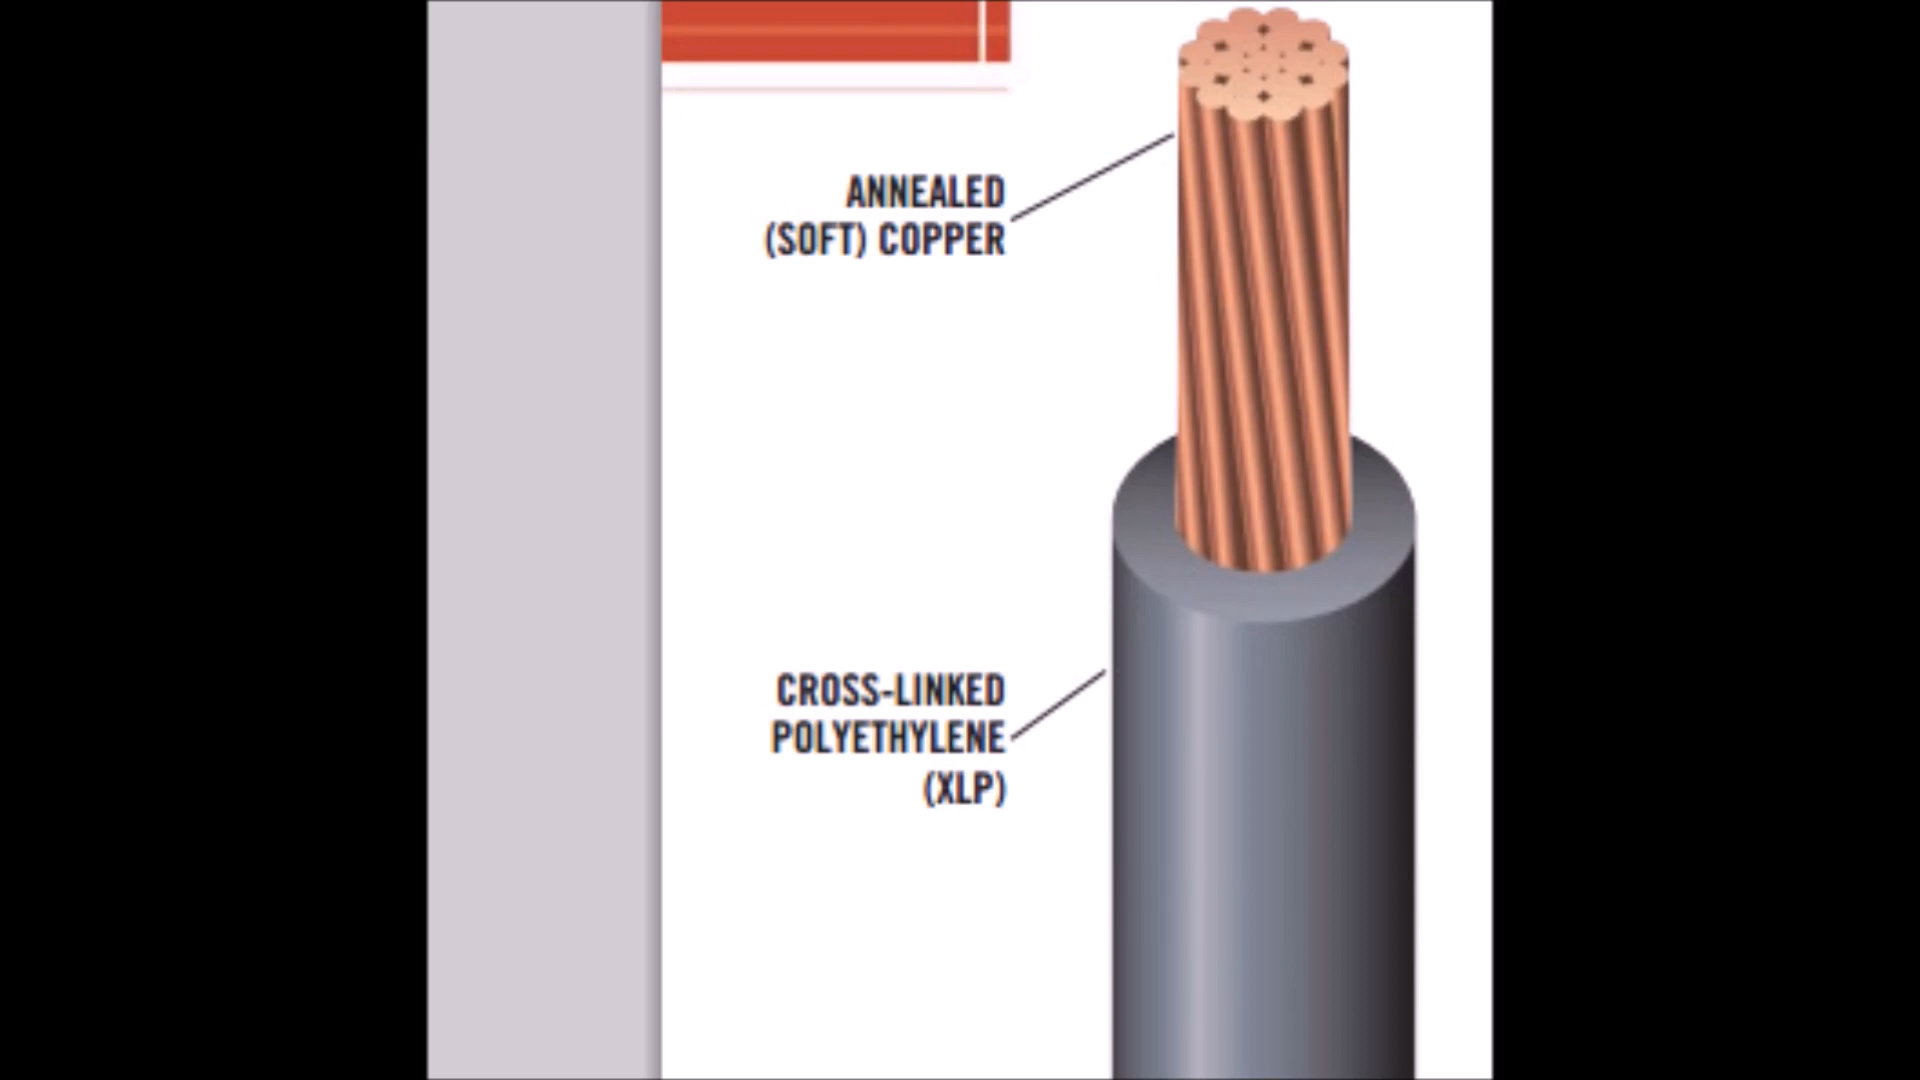 ANNEALED
(SOFT) COPPER
CROSS-LINKED
POLYETHYLENE
(XLP)